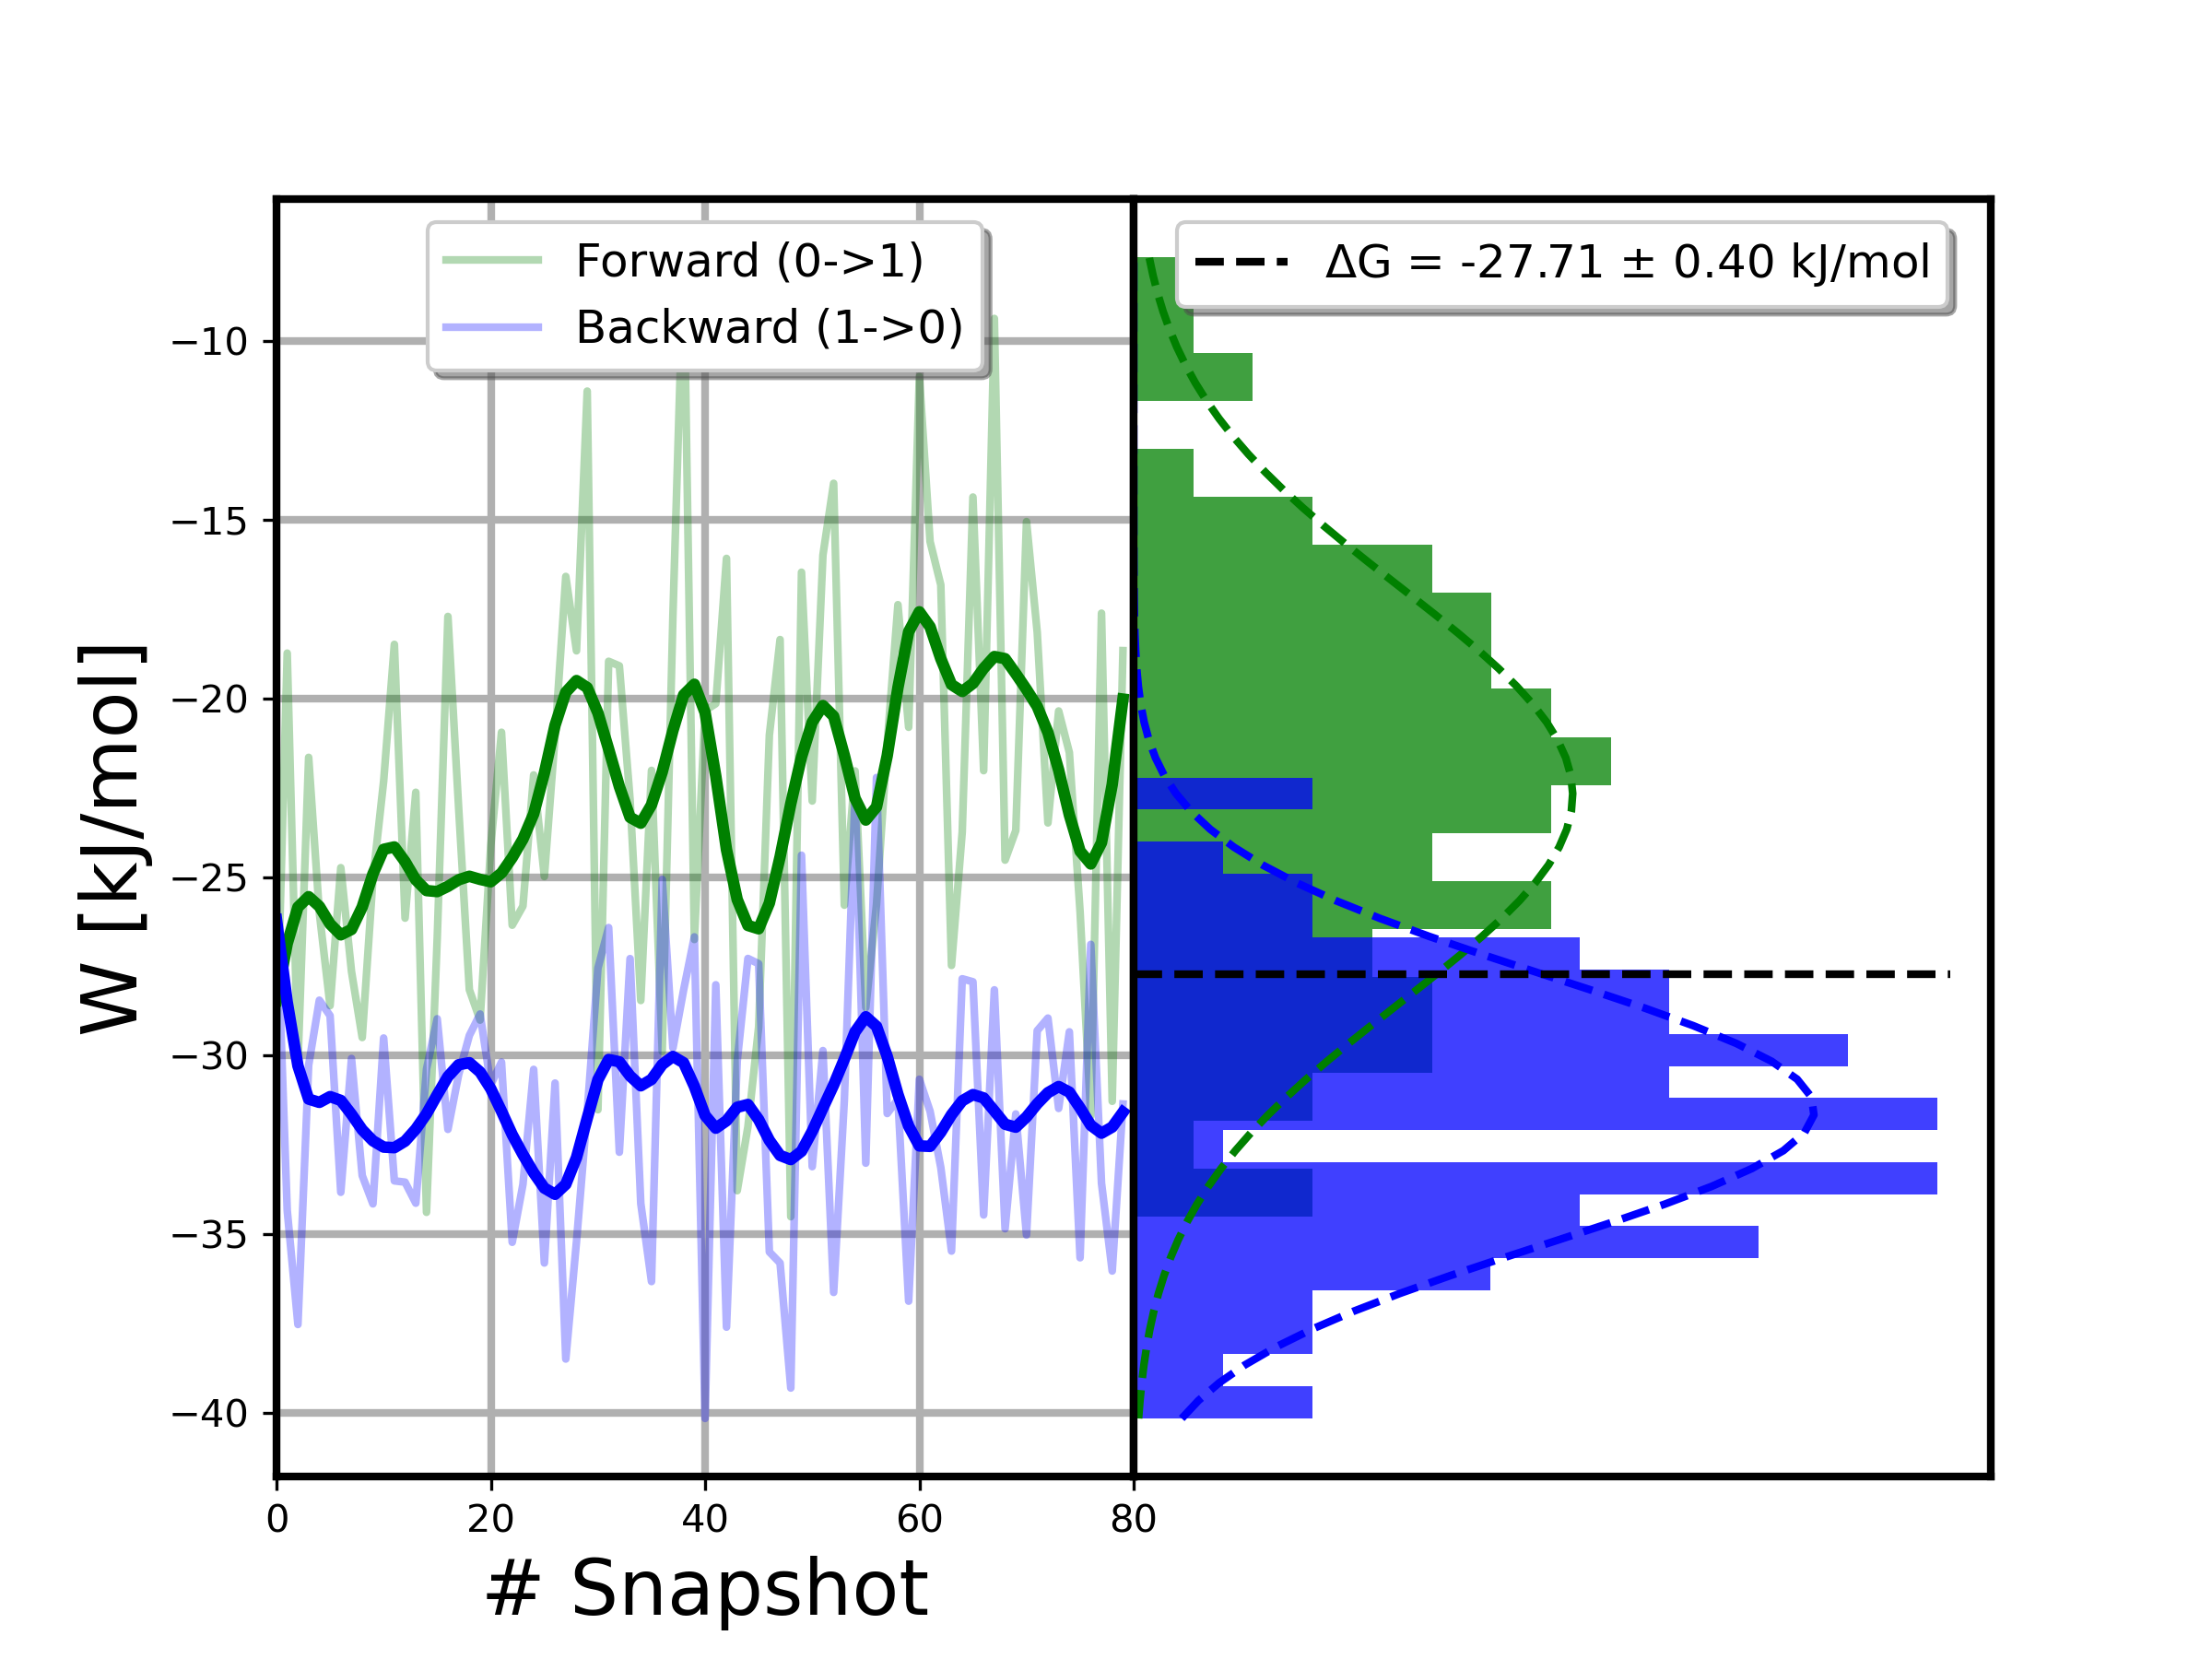 Forward (0->1)
Backward (1->0)
ΔG = -27.71 ± 0.40 kJ/mol
W [kJ/mol]
−10
−15
−20
−25
−30
−35
−40
0 20 40 60 80
# Snapshot